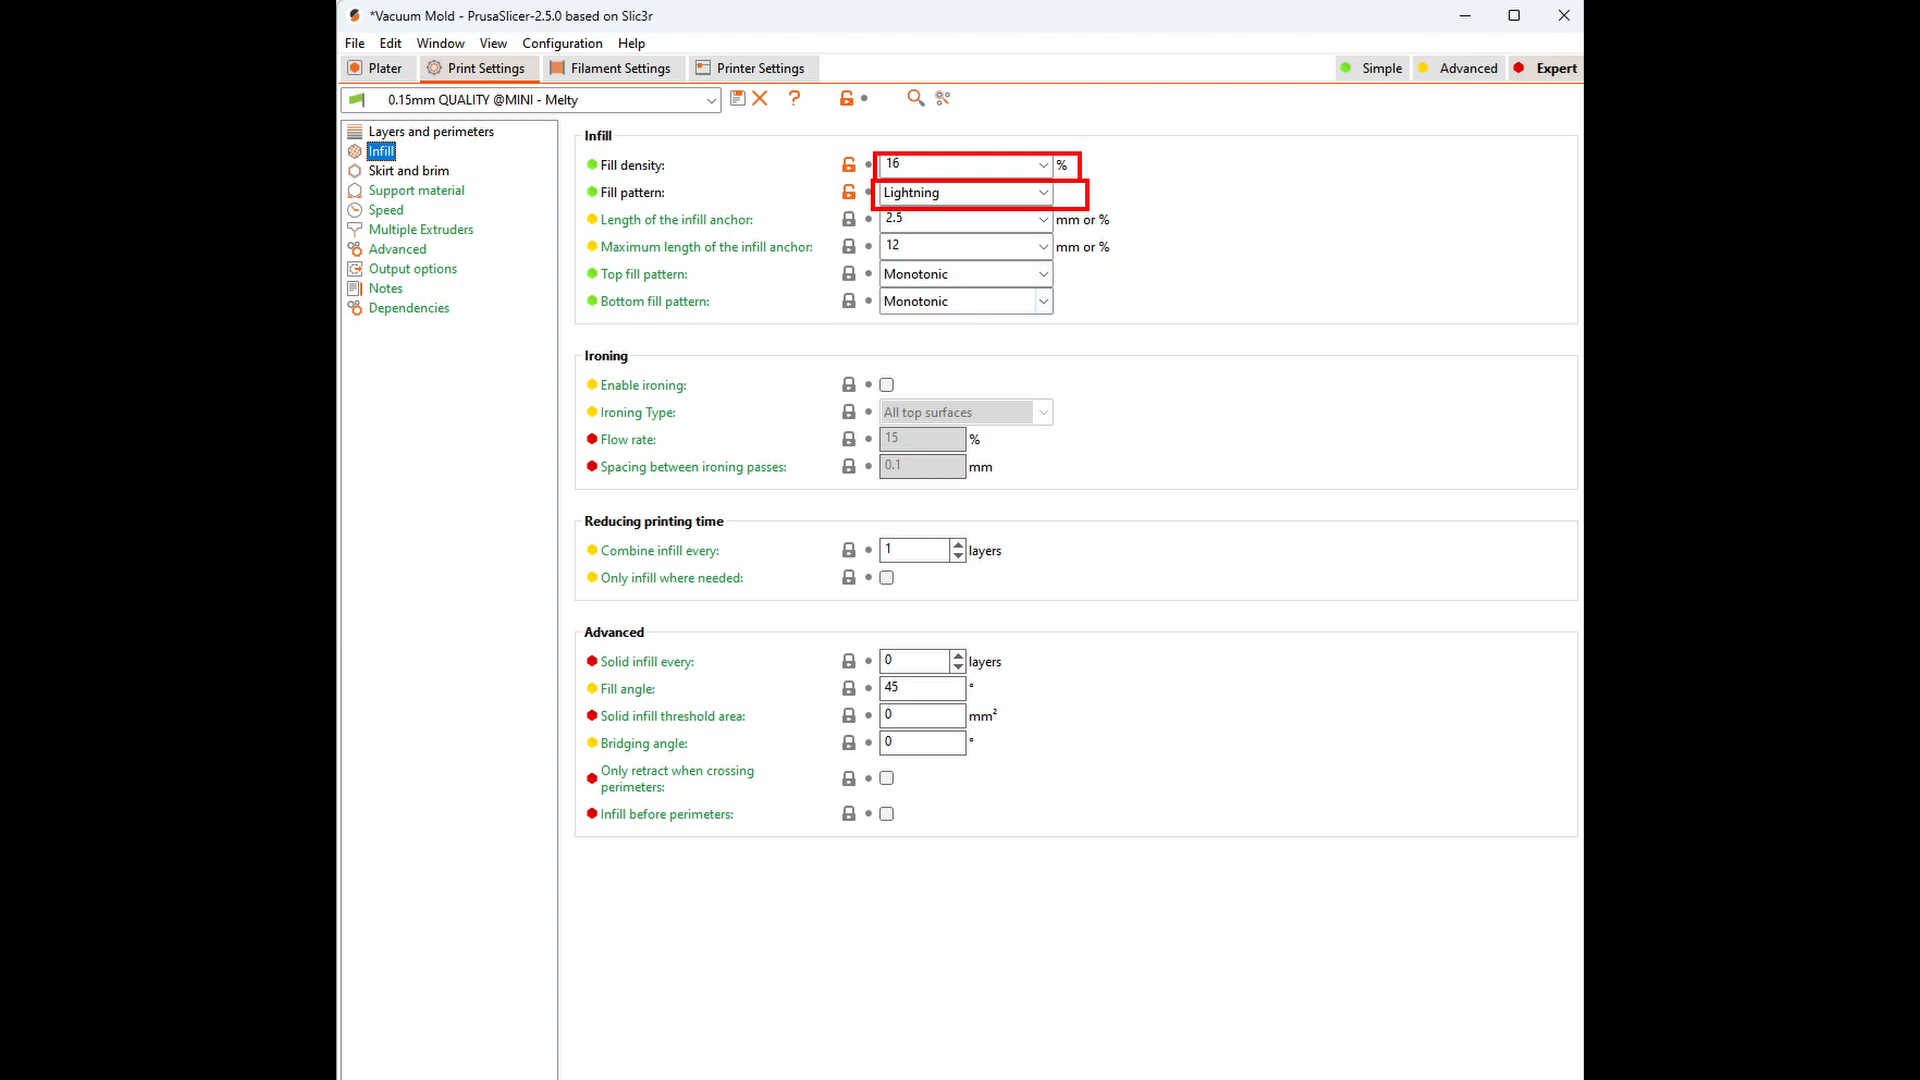 *Vacuum Mold - PrusaSlicer-2.5.0 based on Slic3r
File Edit Window View Configuration Help
Plater Print Settings Filament Settings Printer Settings Simple Advanced Expert
0.15mm QUALITY @MINI - Melty ?
Layers and perimeters
Infill
Skirt and brim
Support material
Speed
Multiple Extruders
Advanced
Output options
Notes
Dependencies
Infill
Fill density: 16 %
Fill pattern: Lightning
Length of the infill anchor: 2.5 mm or %
Maximum length of the infill anchor: 12 mm or %
Top fill pattern: Monotonic
Bottom fill pattern: Monotonic
Ironing
Enable ironing:
Ironing Type: All top surfaces
Flow rate: 15 %
Spacing between ironing passes: 0.1 mm
Reducing printing time
Combine infill every: 1 layers
Only infill where needed:
Advanced
Solid infill every: 0 layers
Fill angle: 45 °
Solid infill threshold area: 0 mm²
Bridging angle: 0 °
Only retract when crossing
perimeters:
Infill before perimeters: